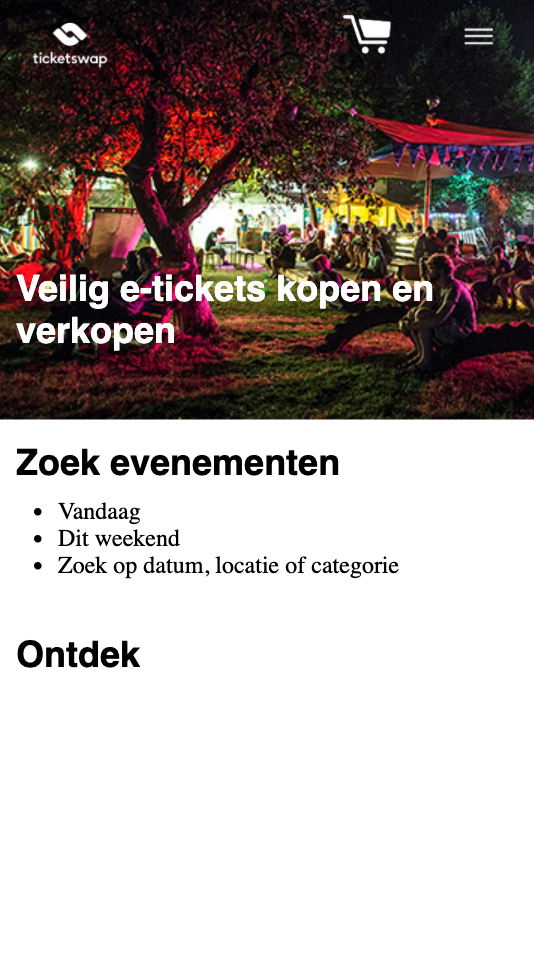 ticketswap
Veilig e-tickets kopen en
verkopen
Zoek evenementen
Vandaag
Dit weekend
Zoek op datum, locatie of categorie
Ontdek